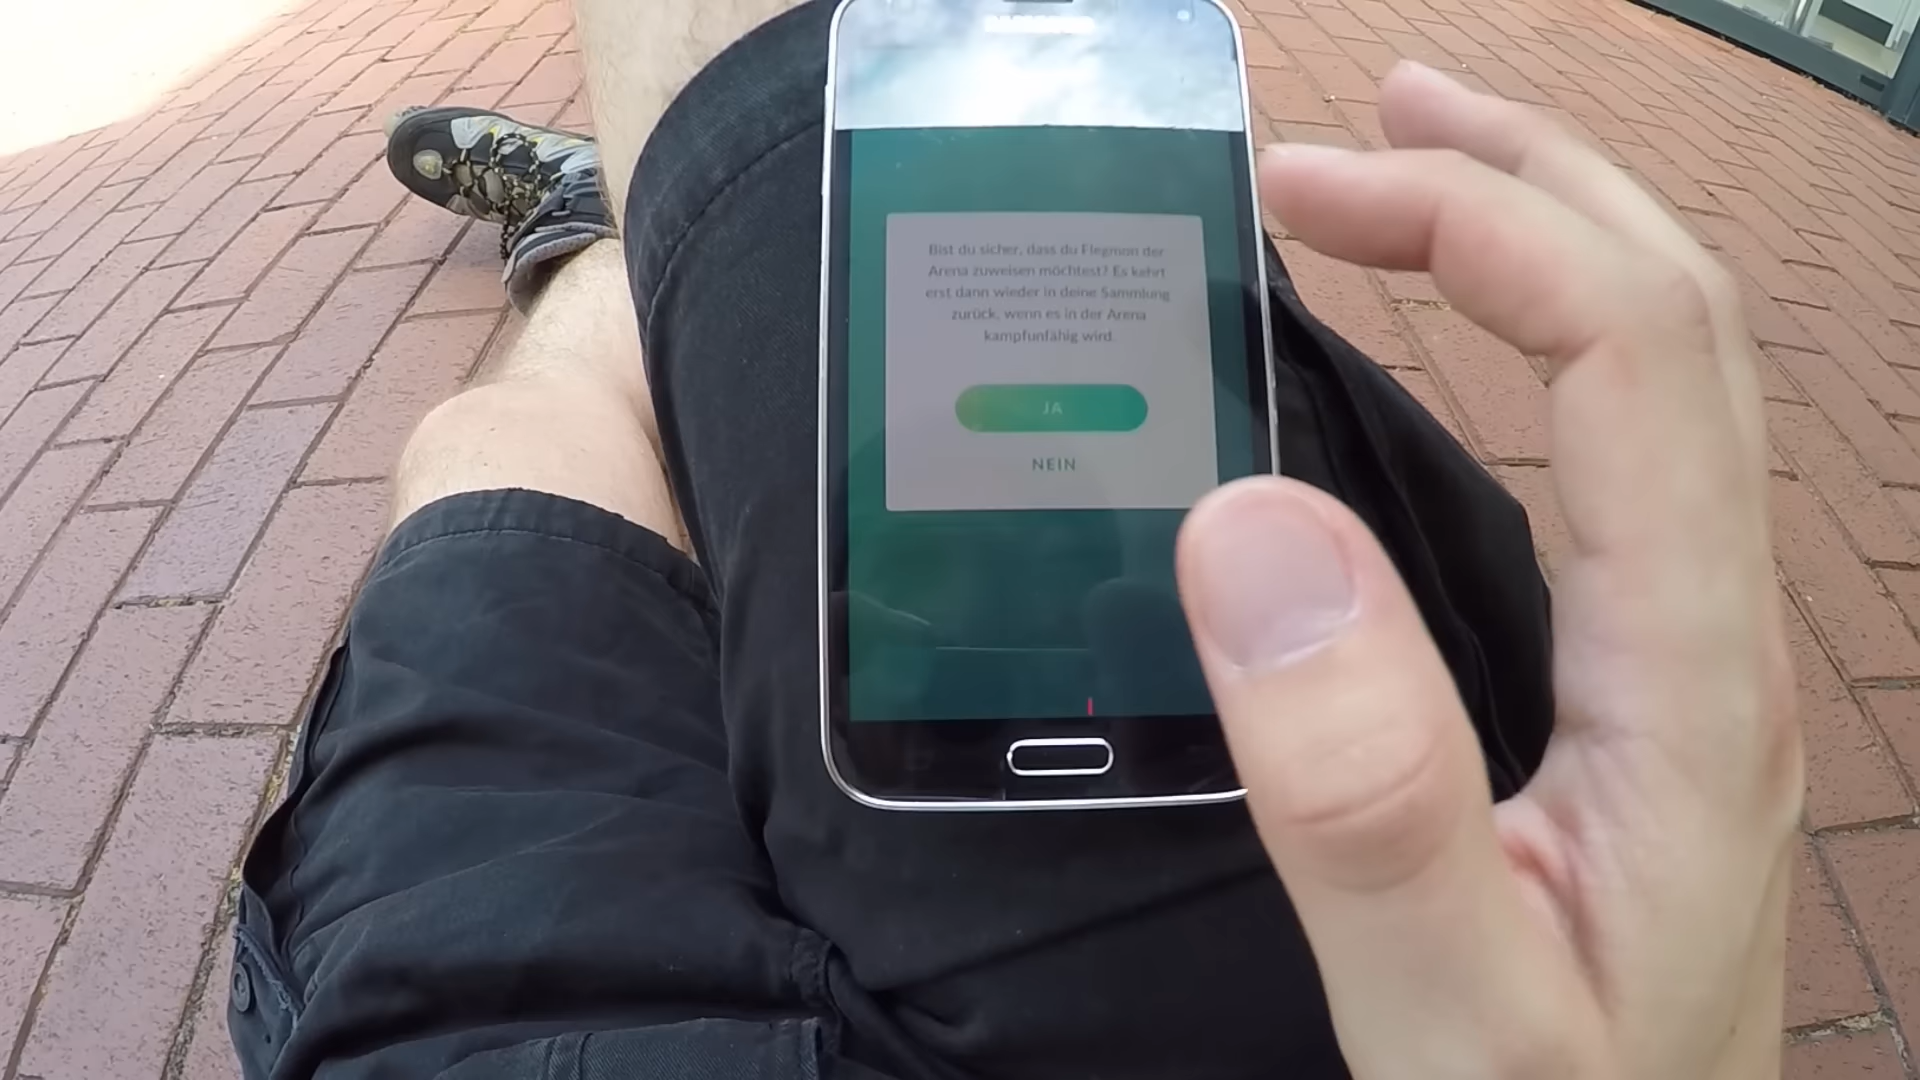 SAMSUNG
Bist du sicher, dass du Flegmon der
Arena zuweisen möchtest? Es kehrt
erst dann wieder in deine Sammlung
zurück, wenn es in der Arena
kampfunfähig wird.
JA
NEIN